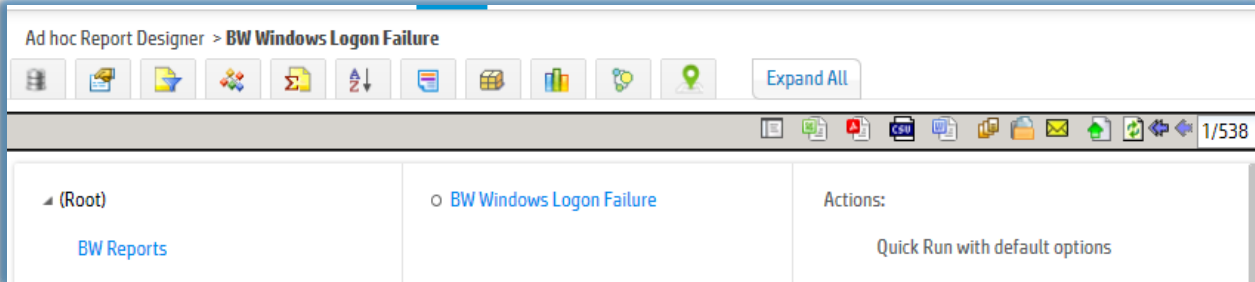 Ad hoc Report Designer > BW Windows Logon Failure
Expand All
CSV
1/538
(Root)
BW Windows Logon Failure
Actions:
BW Reports
Quick Run with default options